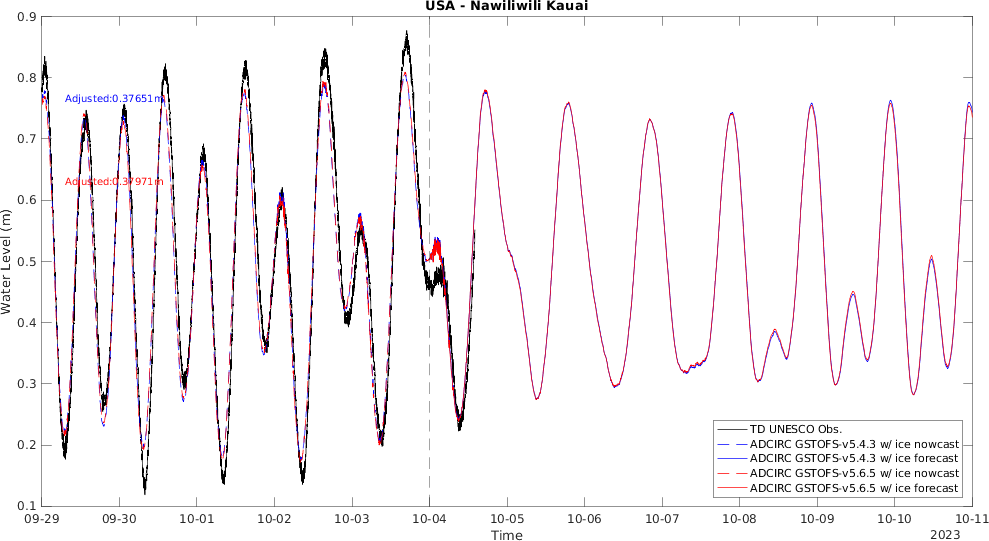 USA - Nawiliwili Kauai
0.9
0.8
0.7
0.6
0.5
0.4
0.3
0.2
0.1
Water Level (m)
Adjusted:0.37651m
Adjusted:0.37971m
TD UNESCO Obs.
ADCIRC GSTOFS-v5.4.3 w/ ice nowcast
ADCIRC GSTOFS-v5.4.3 w/ ice forecast
ADCIRC GSTOFS-v5.6.5 w/ ice nowcast
ADCIRC GSTOFS-v5.6.5 w/ ice forecast
09-29 09-30 10-01 10-02 10-03 10-04 10-05 10-06 10-07 10-08 10-09 10-10 10-11
Time
2023